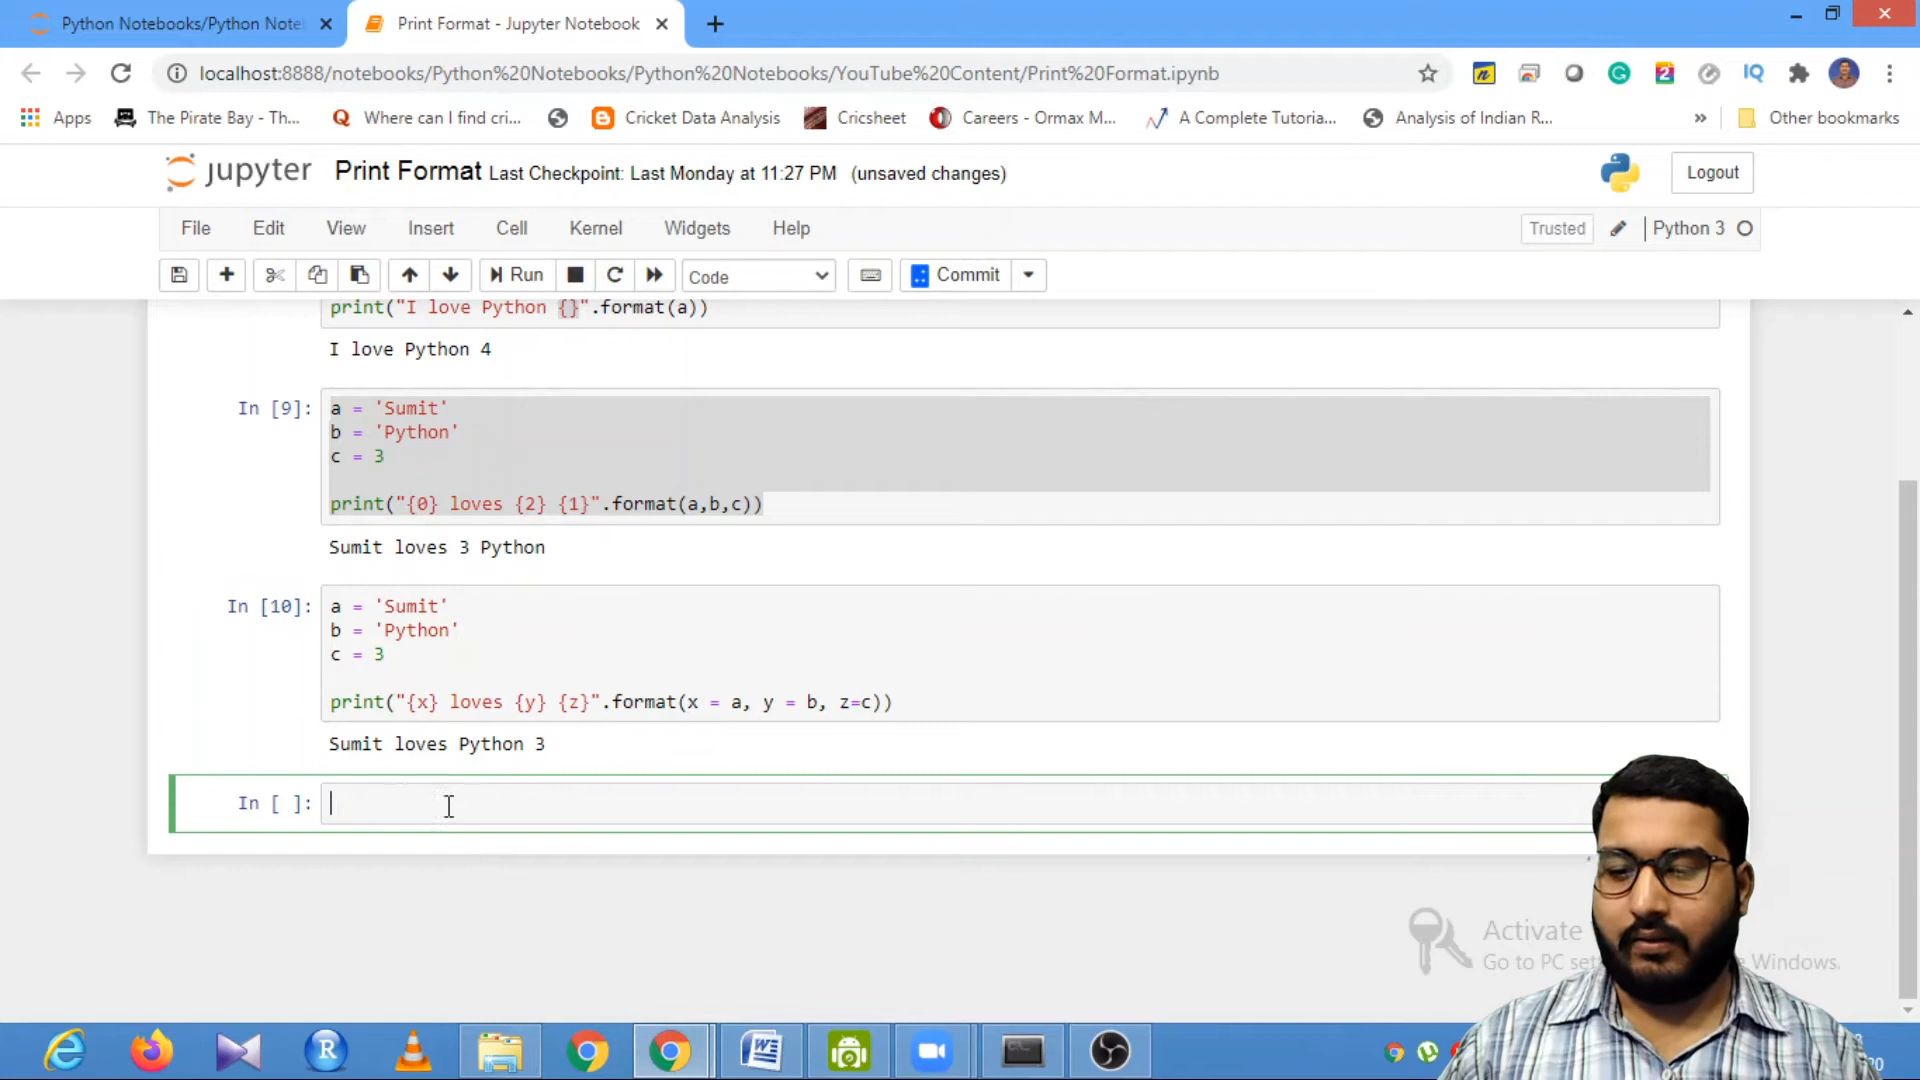 Python Notebooks/Python Note
Print Format - Jupyter Notebook
localhost:8888/notebooks/Python%20Notebooks/Python%20Notebooks/YouTube%20Content/Print%20Format.ipynb
Apps
The Pirate Bay - Th...
Where can I find cri...
Cricket Data Analysis
Cricsheet
Careers - Ormax M...
A Complete Tutoria...
Analysis of Indian R...
»
Other bookmarks
jupyter Print Format Last Checkpoint: Last Monday at 11:27 PM (unsaved changes)
Logout
File Edit View Insert Cell Kernel Widgets Help
Trusted
Python 3
Run
Code
Commit
print("I love Python {}".format(a))
I love Python 4
In [9]: a = 'Sumit'
b = 'Python'
c = 3
print("{0} loves {2} {1}".format(a,b,c))
Sumit loves 3 Python
In [10]: a = 'Sumit'
b = 'Python'
c = 3
print("{x} loves {y} {z}".format(x = a, y = b, z=c))
Sumit loves Python 3
In [ ]:
Activate
Go to PC set Windows.